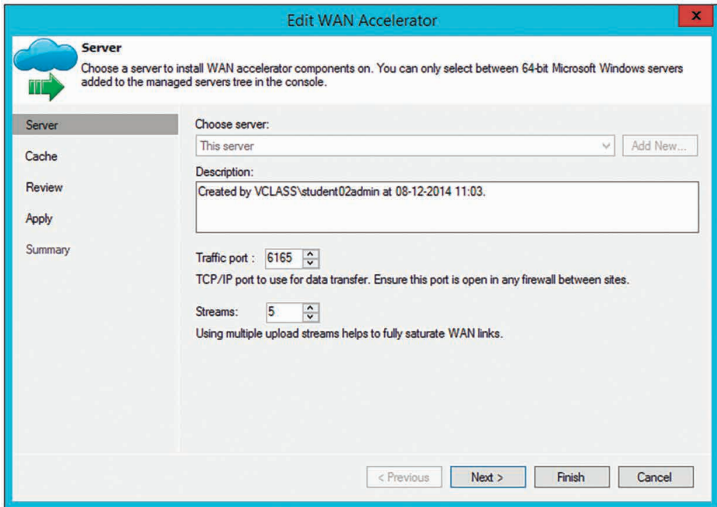 Edit WAN Accelerator
x
Server
Choose a server to install WAN accelerator components on. You can only select between 64-bit Microsoft Windows servers
added to the managed servers tree in the console.
Server
Cache
Review
Apply
Summary
Choose server:
This server
Add New...
Description:
Created by VCLASS\student02admin at 08-12-2014 11:03.
Traffic port : 6165
TCP/IP port to use for data transfer. Ensure this port is open in any firewall between sites.
Streams: 5
Using multiple upload streams helps to fully saturate WAN links.
< Previous
Next >
Finish
Cancel